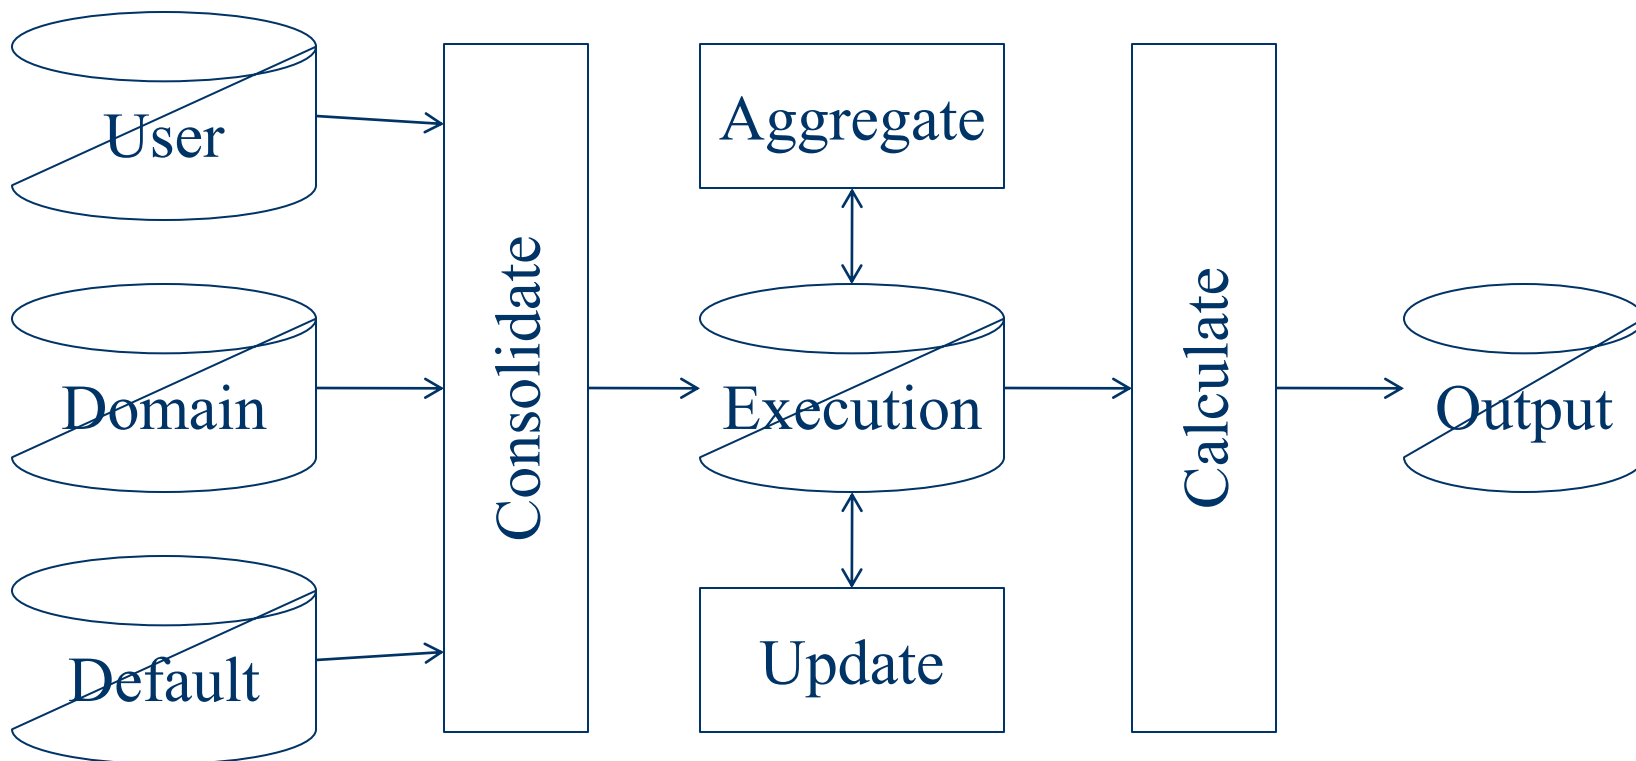 User
Domain
Default
Consolidate
Aggregate
Execution
Update
Calculate
Output